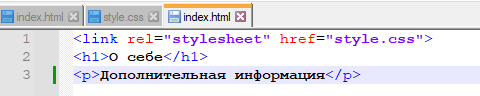 index.html style.css index.html
1 <link rel="stylesheet" href="style.css">
2 <h1>О себе</h1>
3 <p>Дополнительная информация</p>